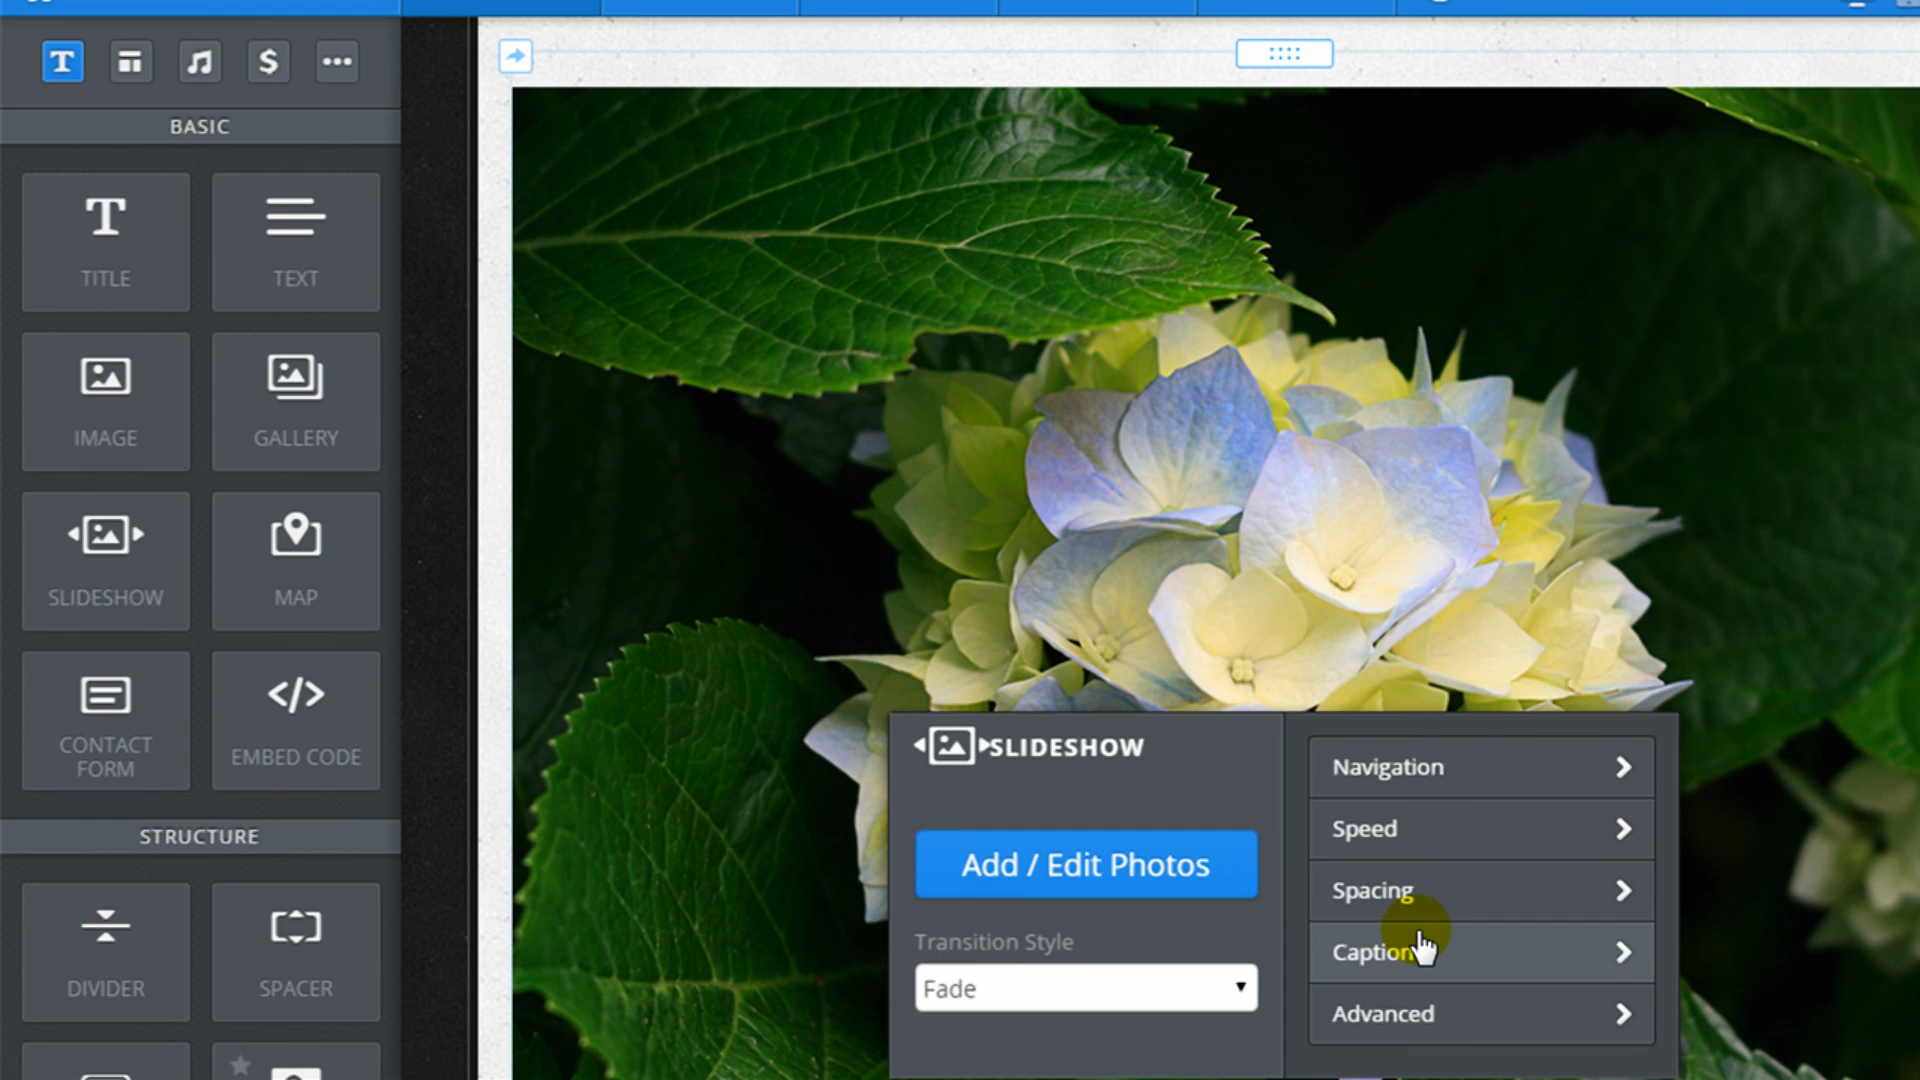 T
$
BASIC
T
TITLE
TEXT
IMAGE
GALLERY
SLIDESHOW
MAP
CONTACT
FORM
</>
EMBED CODE
STRUCTURE
DIVIDER
SPACER
SLIDESHOW
Add / Edit Photos
Transition Style
Fade
Navigation
Speed
Spacing
Caption
Advanced